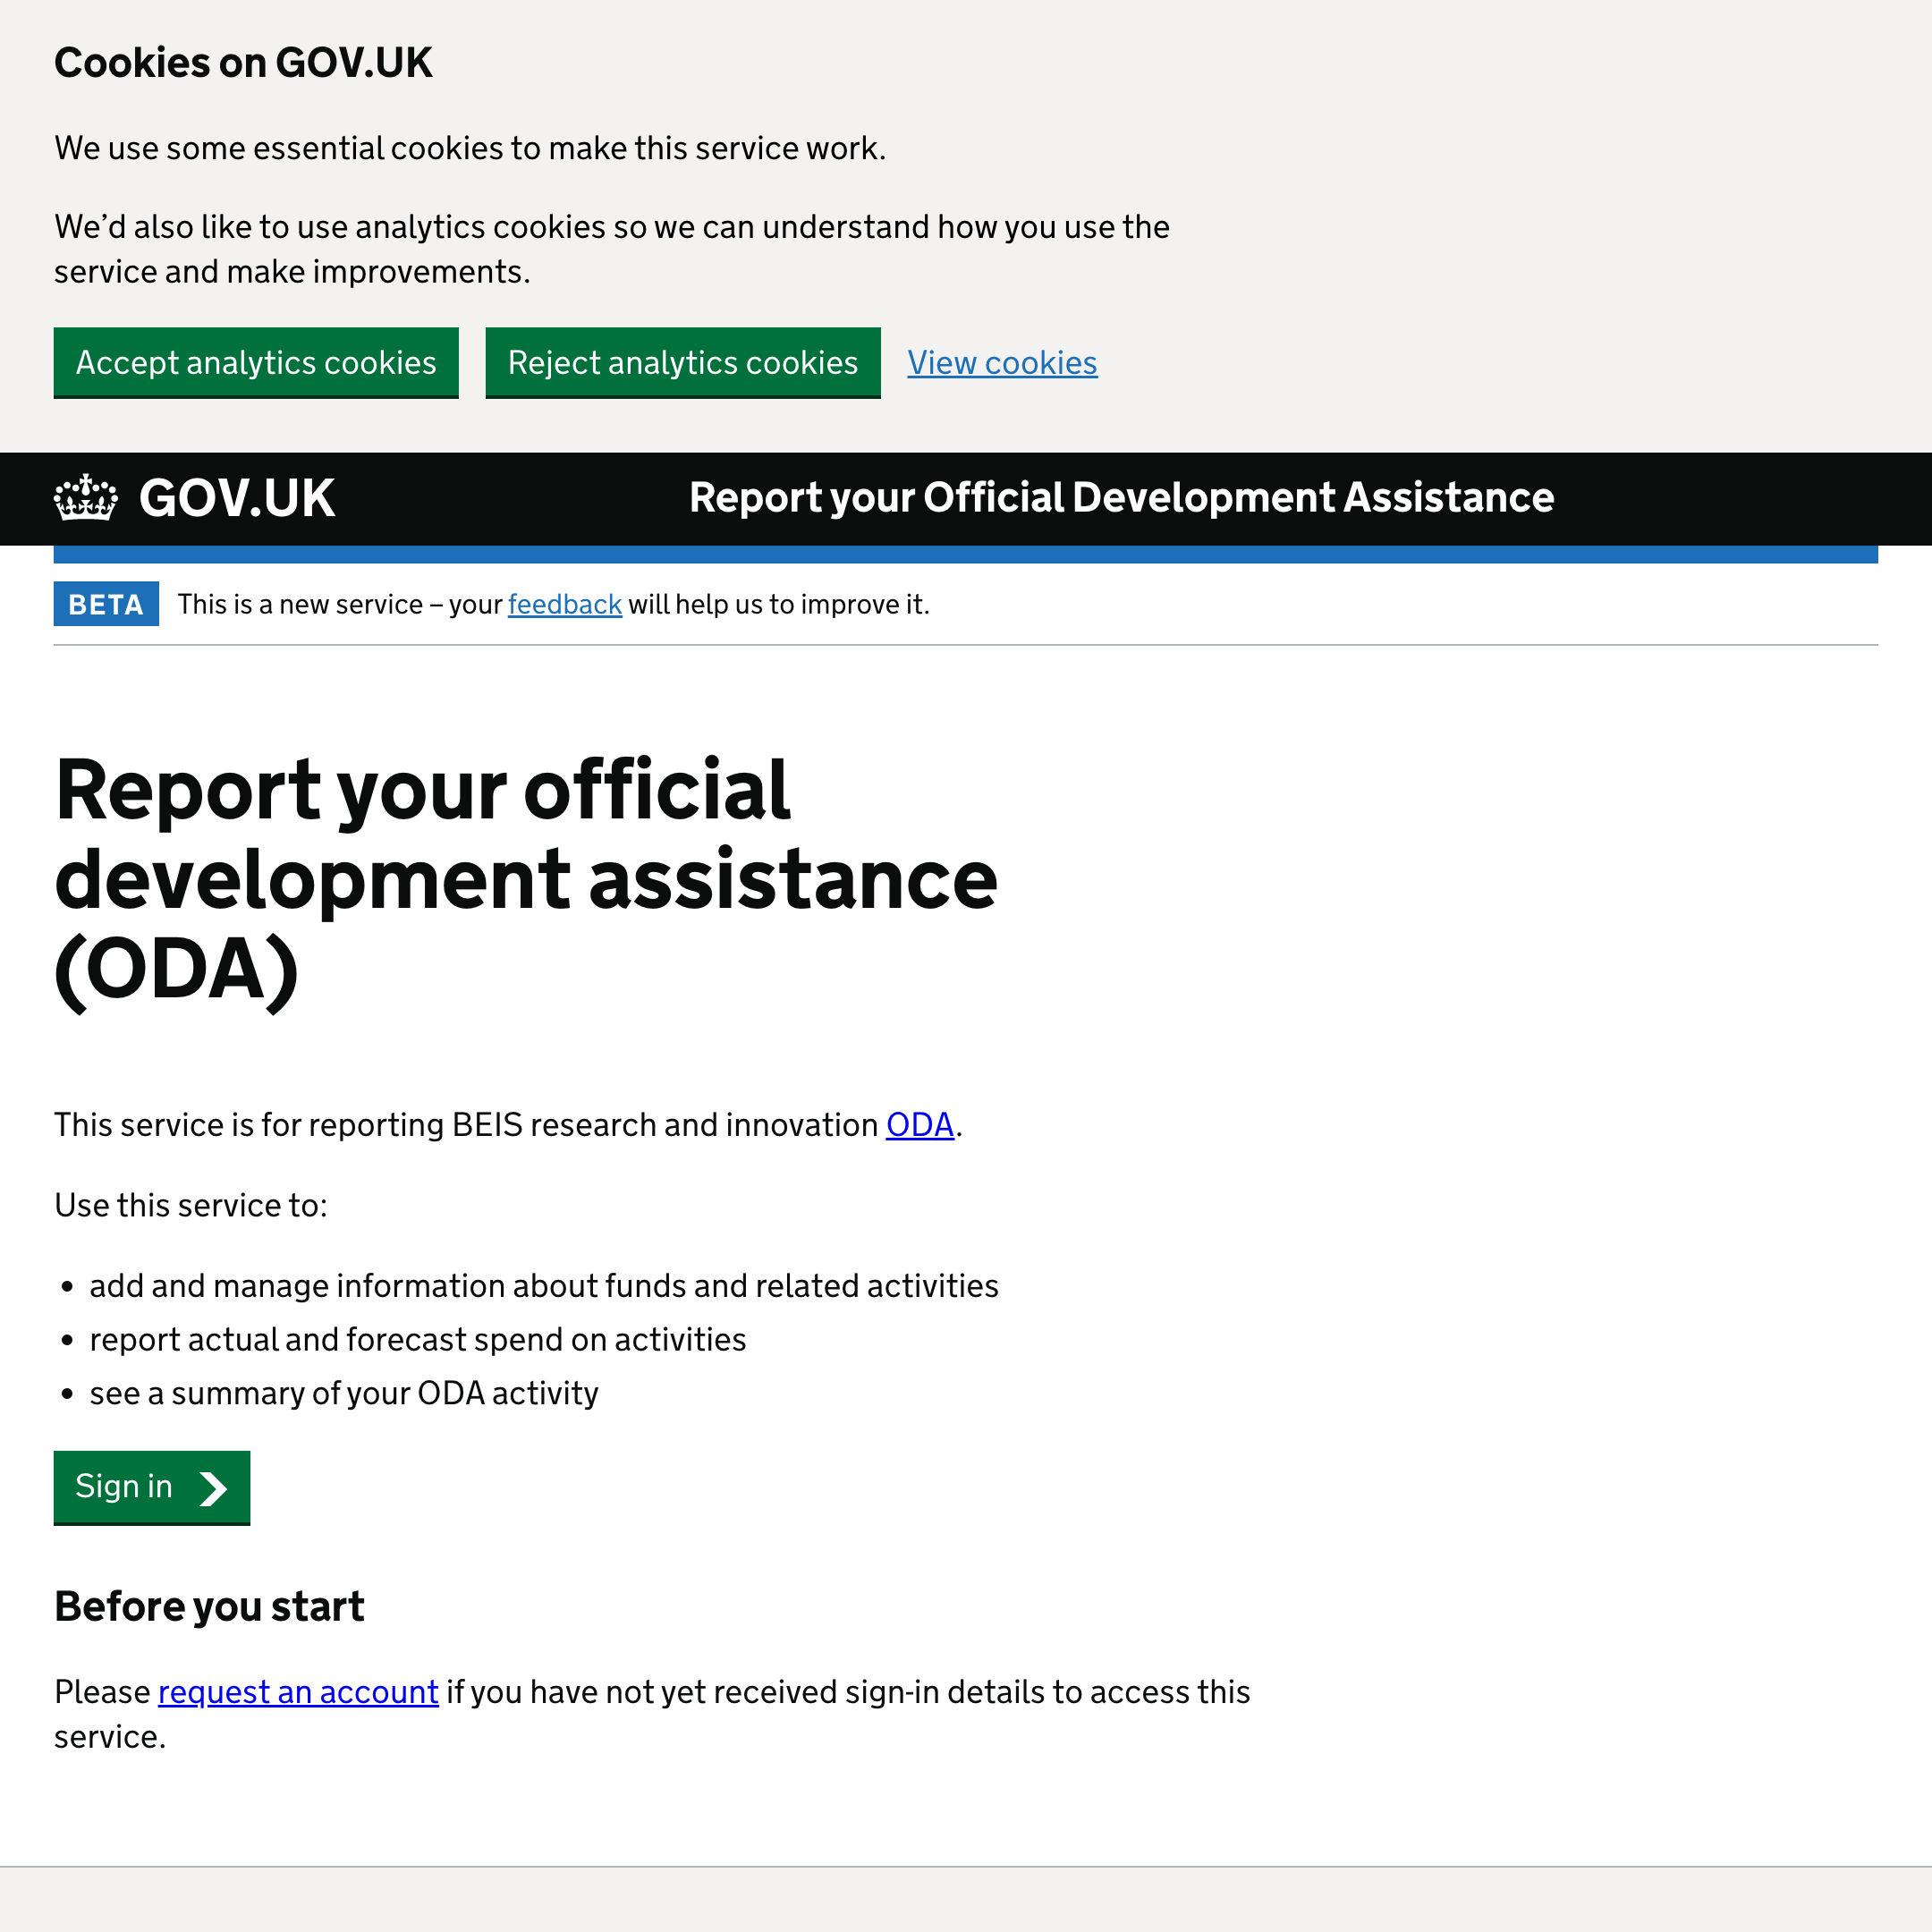 Cookies on GOV.UK
We use some essential cookies to make this service work.
We’d also like to use analytics cookies so we can understand how you use the
service and make improvements.
Accept analytics cookies
Reject analytics cookies
View cookies
GOV.UK
Report your Official Development Assistance
BETA
This is a new service – your feedback will help us to improve it.
Report your official
development assistance
(ODA)
This service is for reporting BEIS research and innovation ODA.
Use this service to:
• add and manage information about funds and related activities
• report actual and forecast spend on activities
• see a summary of your ODA activity
Sign in
Before you start
Please request an account if you have not yet received sign-in details to access this
service.